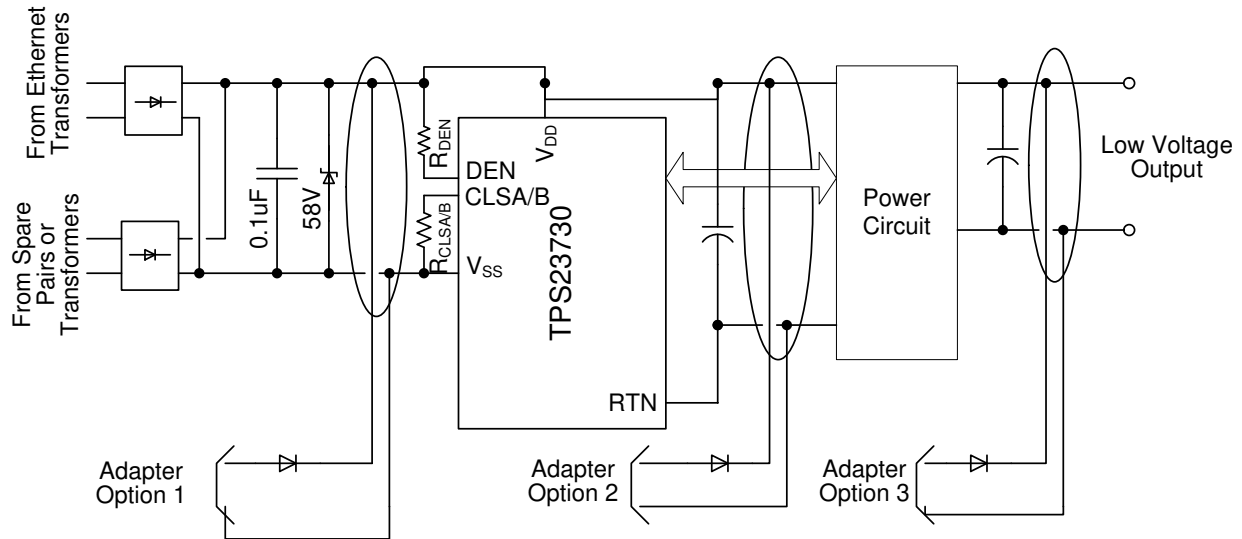 From Ethernet
Transformers
From Spare
Pairs or
Transformers
0.1uF
58V
R_DEN
R_CLSA/B
V_DD
DEN
CLSA/B
V_SS
TPS23730
RTN
Power
Circuit
Low Voltage
Output
Adapter
Option 1
Adapter
Option 2
Adapter
Option 3